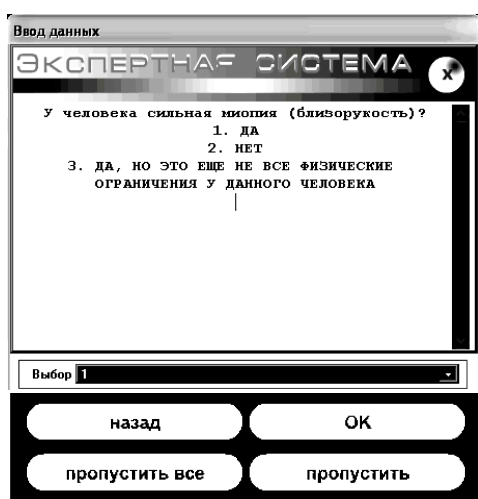 Ввод данных
ЭКСПЕРТНАЯ СИСТЕМА
X
У человека сильная миопия (близорукость)?
1. ДА
2. НЕТ
3. ДА, НО ЭТО ЕЩЕ НЕ ВСЕ ФИЗИЧЕСКИЕ
ОГРАНИЧЕНИЯ У ДАННОГО ЧЕЛОВЕКА
Выбор 1
назад
OK
пропустить все
пропустить